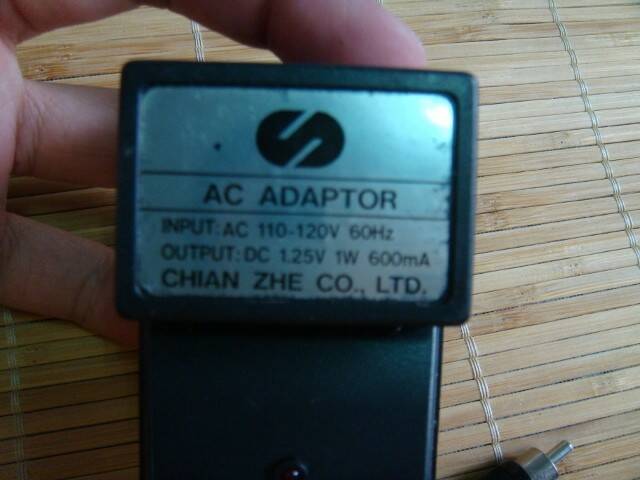 AC ADAPTOR
INPUT: AC 110-120V 60Hz
OUTPUT: DC 1.25V 1W 600mA
CHIAN ZHE CO., LTD.